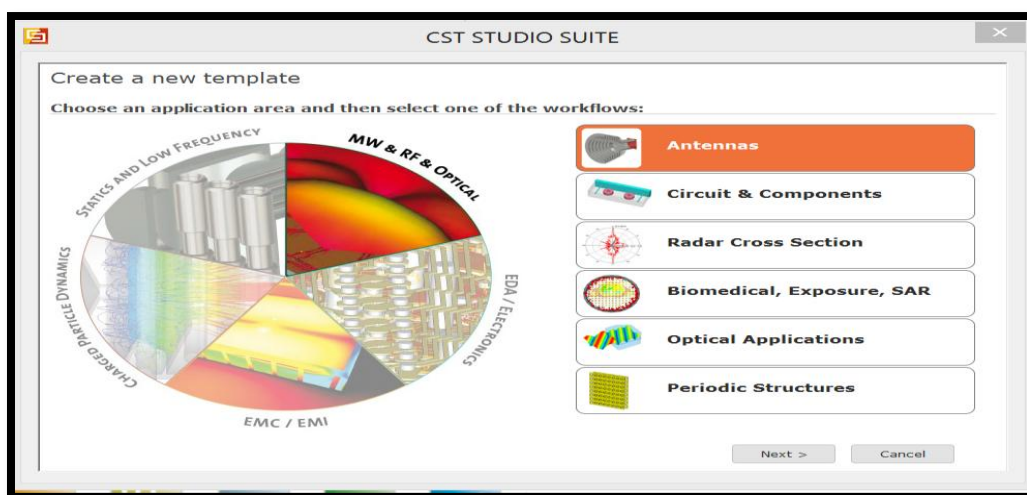 CST STUDIO SUITE
Create a new template
Choose an application area and then select one of the workflows:
STATICS AND LOW FREQUENCY
MW & RF & OPTICAL
EDA / ELECTRONICS
EMC / EMI
CHARGED PARTICLE DYNAMICS
Antennas
Circuit & Components
Radar Cross Section
Biomedical, Exposure, SAR
Optical Applications
Periodic Structures
Next >
Cancel